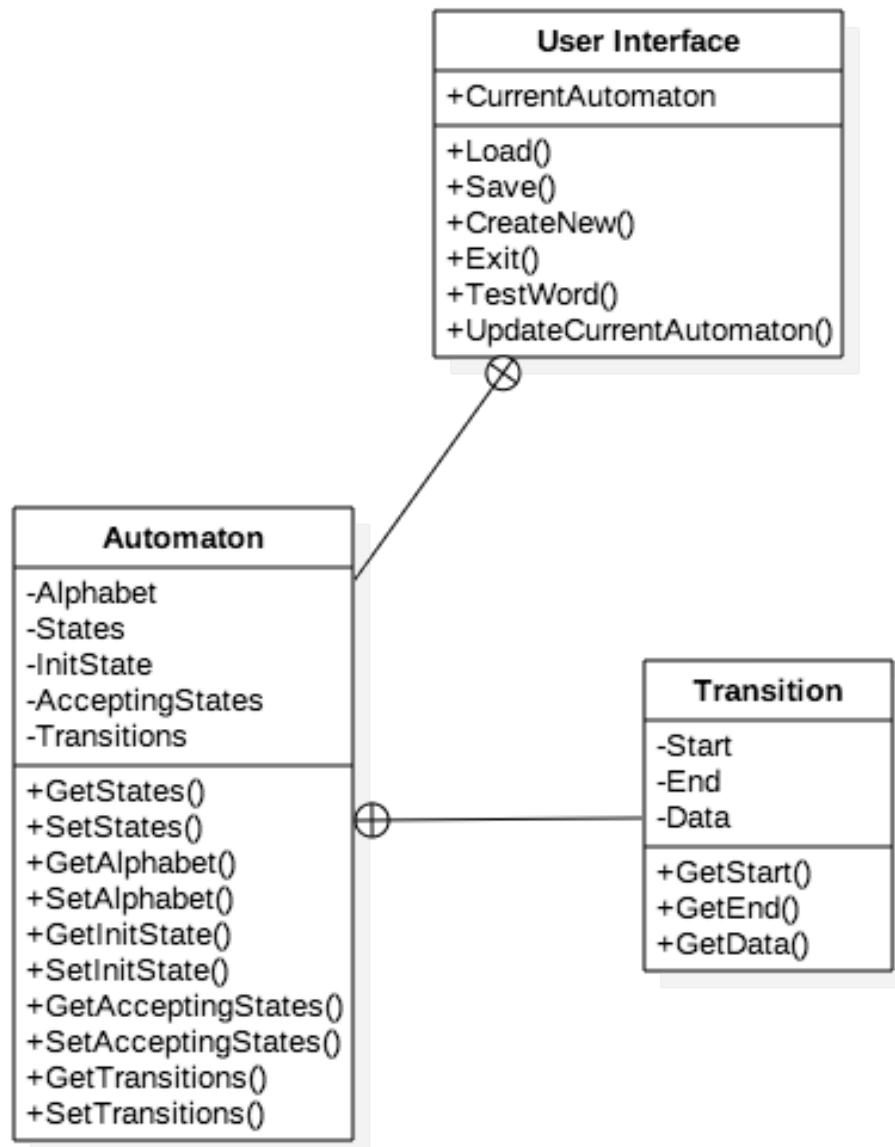 User Interface
+CurrentAutomaton
+Load()
+Save()
+CreateNew()
+Exit()
+TestWord()
+UpdateCurrentAutomaton()
Automaton
-Alphabet
-States
-InitState
-AcceptingStates
-Transitions
+GetStates()
+SetStates()
+GetAlphabet()
+SetAlphabet()
+GetInitState()
+SetInitState()
+GetAcceptingStates()
+SetAcceptingStates()
+GetTransitions()
+SetTransitions()
Transition
-Start
-End
-Data
+GetStart()
+GetEnd()
+GetData()